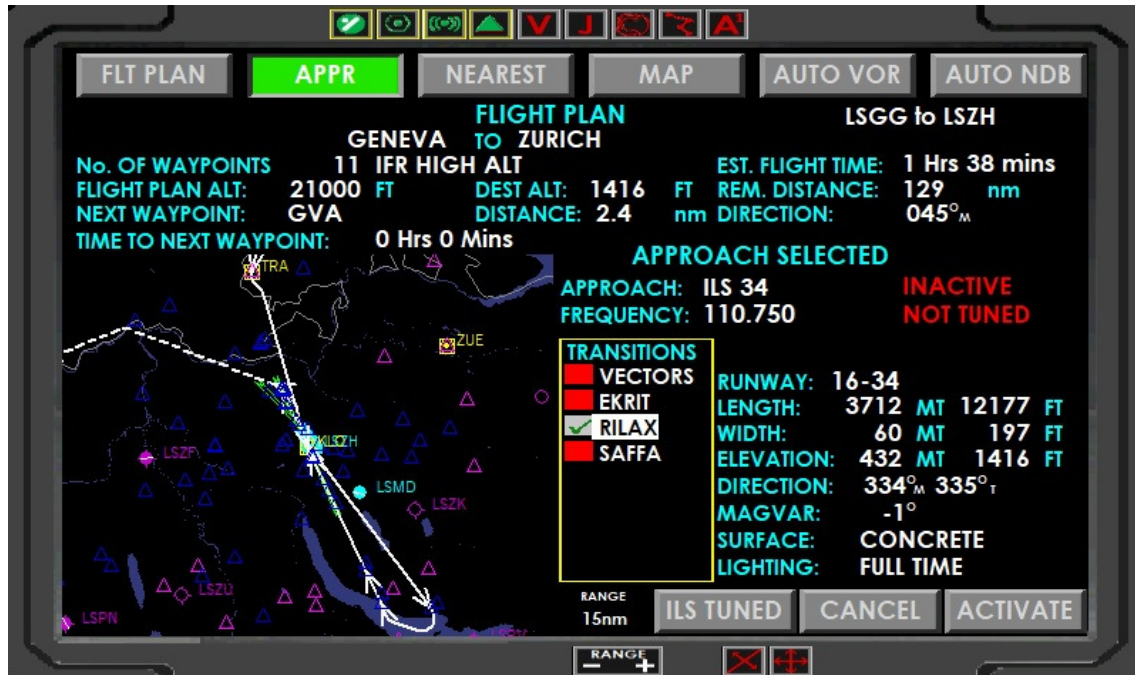 V J A¹
FLT PLAN APPR NEAREST MAP AUTO VOR AUTO NDB
FLIGHT PLAN LSGG to LSZH
GENEVA TO ZURICH
No. OF WAYPOINTS 11 IFR HIGH ALT EST. FLIGHT TIME: 1 Hrs 38 mins
FLIGHT PLAN ALT: 21000 FT DEST ALT: 1416 FT REM. DISTANCE: 129 nm
NEXT WAYPOINT: GVA DISTANCE: 2.4 nm DIRECTION: 045°M
TIME TO NEXT WAYPOINT: 0 Hrs 0 Mins
APPROACH SELECTED
TRA
APPROACH: ILS 34 INACTIVE
FREQUENCY: 110.750 NOT TUNED
ZUE
TRANSITIONS
VECTORS
EKRIT
RILAX
SAFFA
RUNWAY: 16-34
LENGTH: 3712 MT 12177 FT
WIDTH: 60 MT 197 FT
ELEVATION: 432 MT 1416 FT
DIRECTION: 334°M 335°T
MAGVAR: -1°
SURFACE: CONCRETE
LIGHTING: FULL TIME
LSZF
LSMD
LSZK
LSZU
LSPN
RANGE
15nm
ILS TUNED CANCEL ACTIVATE
RANGE
− +